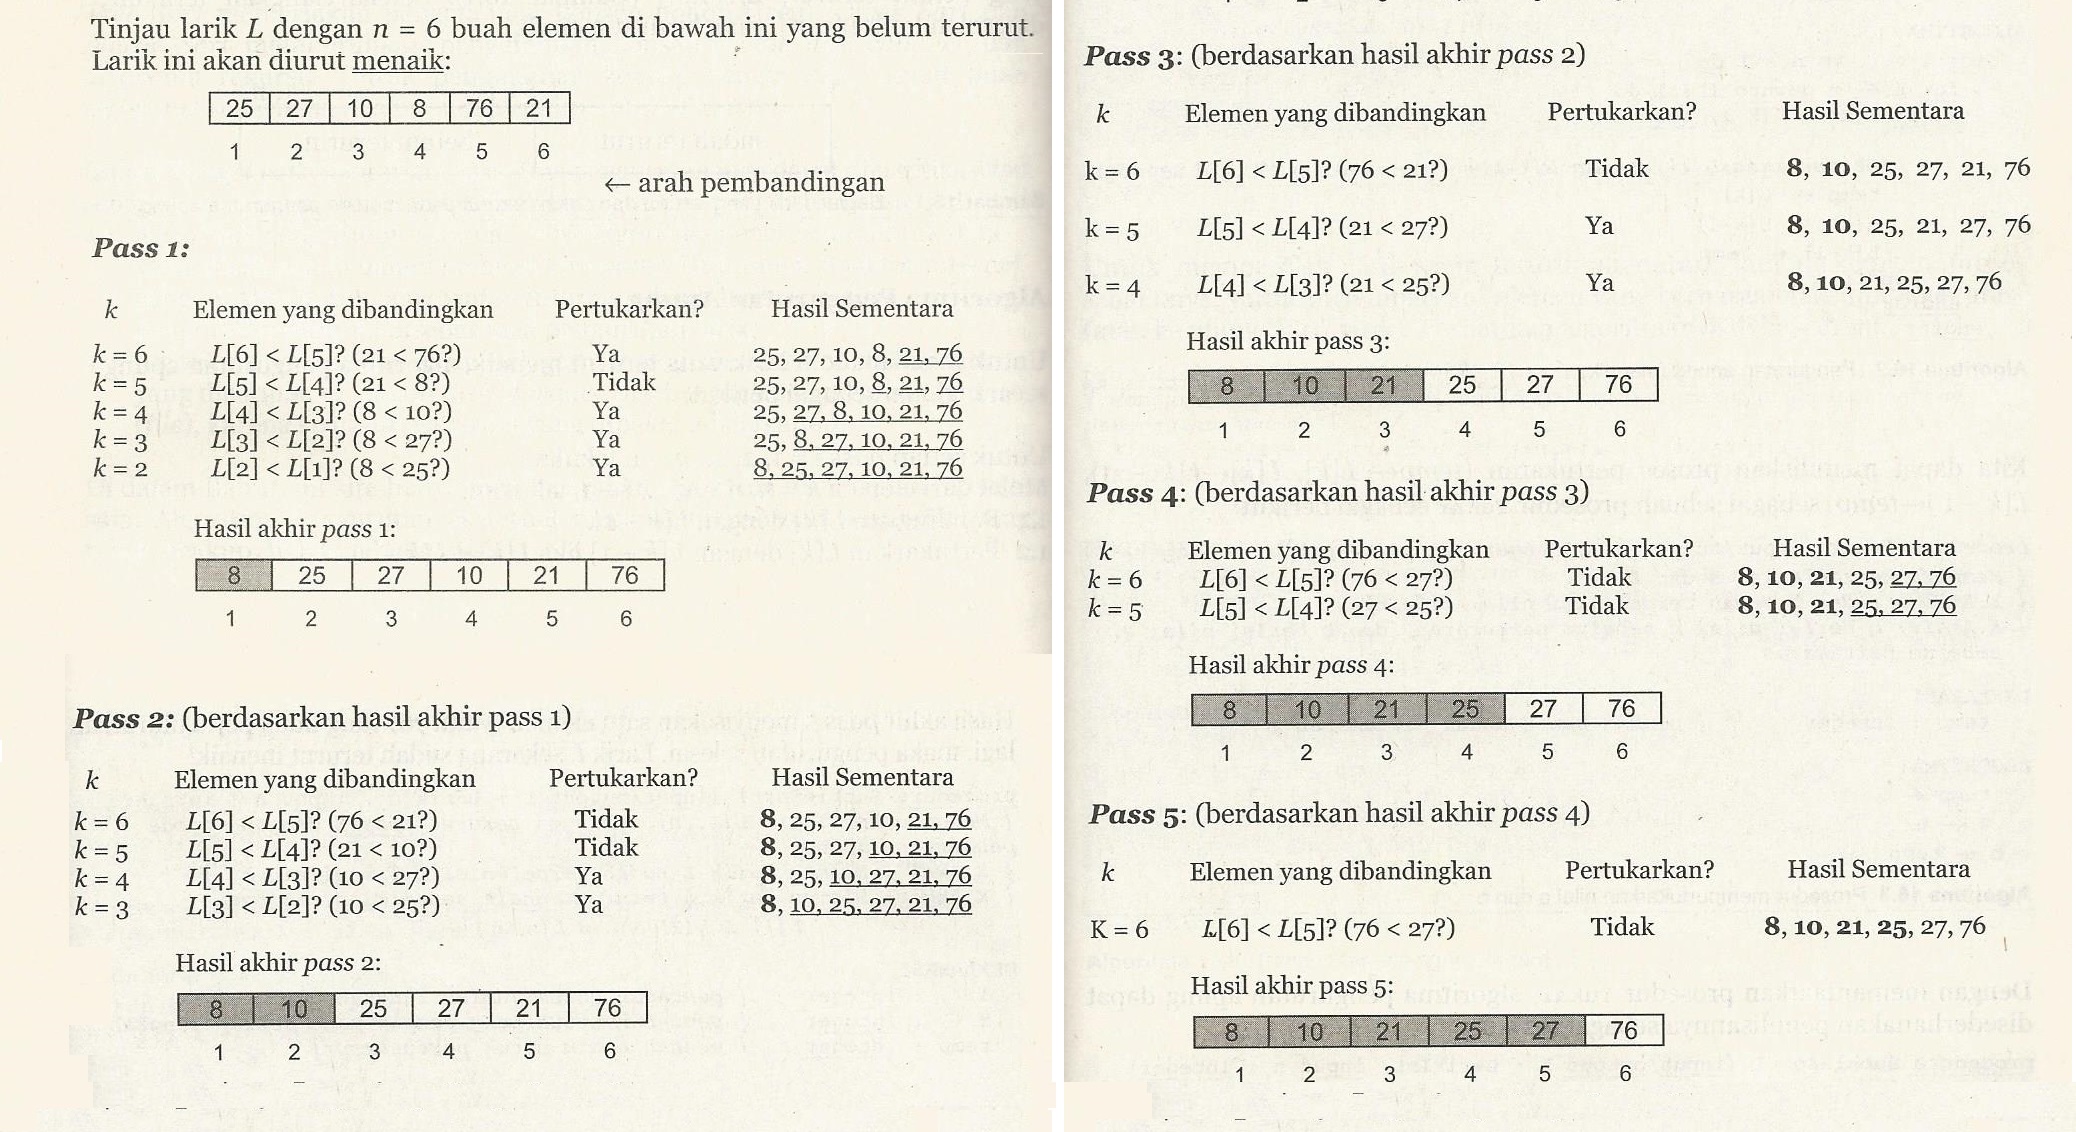 Tinjau larik L dengan n = 6 buah elemen di bawah ini yang belum terurut.
Larik ini akan diurut menaik:
25 27 10 8 76 21
1 2 3 4 5 6
← arah pembandingan
Pass 1:
k Elemen yang dibandingkan Pertukarkan? Hasil Sementara
k = 6 L[6] < L[5]? (21 < 76?) Ya 25, 27, 10, 8, 21, 76
k = 5 L[5] < L[4]? (21 < 8?) Tidak 25, 27, 10, 8, 21, 76
k = 4 L[4] < L[3]? (8 < 10?) Ya 25, 27, 8, 10, 21, 76
k = 3 L[3] < L[2]? (8 < 27?) Ya 25, 8, 27, 10, 21, 76
k = 2 L[2] < L[1]? (8 < 25?) Ya 8, 25, 27, 10, 21, 76
Hasil akhir pass 1:
8 25 27 10 21 76
1 2 3 4 5 6
Pass 2: (berdasarkan hasil akhir pass 1)
k Elemen yang dibandingkan Pertukarkan? Hasil Sementara
k = 6 L[6] < L[5]? (76 < 21?) Tidak 8, 25, 27, 10, 21, 76
k = 5 L[5] < L[4]? (21 < 10?) Tidak 8, 25, 27, 10, 21, 76
k = 4 L[4] < L[3]? (10 < 27?) Ya 8, 25, 10, 27, 21, 76
k = 3 L[3] < L[2]? (10 < 25?) Ya 8, 10, 25, 27, 21, 76
Hasil akhir pass 2:
8 10 25 27 21 76
1 2 3 4 5 6
Pass 3: (berdasarkan hasil akhir pass 2)
k Elemen yang dibandingkan Pertukarkan? Hasil Sementara
k = 6 L[6] < L[5]? (76 < 21?) Tidak 8, 10, 25, 27, 21, 76
k = 5 L[5] < L[4]? (21 < 27?) Ya 8, 10, 25, 21, 27, 76
k = 4 L[4] < L[3]? (21 < 25?) Ya 8, 10, 21, 25, 27, 76
Hasil akhir pass 3:
8 10 21 25 27 76
1 2 3 4 5 6
Pass 4: (berdasarkan hasil akhir pass 3)
k Elemen yang dibandingkan Pertukarkan? Hasil Sementara
k = 6 L[6] < L[5]? (76 < 27?) Tidak 8, 10, 21, 25, 27, 76
k = 5 L[5] < L[4]? (27 < 25?) Tidak 8, 10, 21, 25, 27, 76
Hasil akhir pass 4:
8 10 21 25 27 76
1 2 3 4 5 6
Pass 5: (berdasarkan hasil akhir pass 4)
k Elemen yang dibandingkan Pertukarkan? Hasil Sementara
K = 6 L[6] < L[5]? (76 < 27?) Tidak 8, 10, 21, 25, 27, 76
Hasil akhir pass 5:
8 10 21 25 27 76
1 2 3 4 5 6